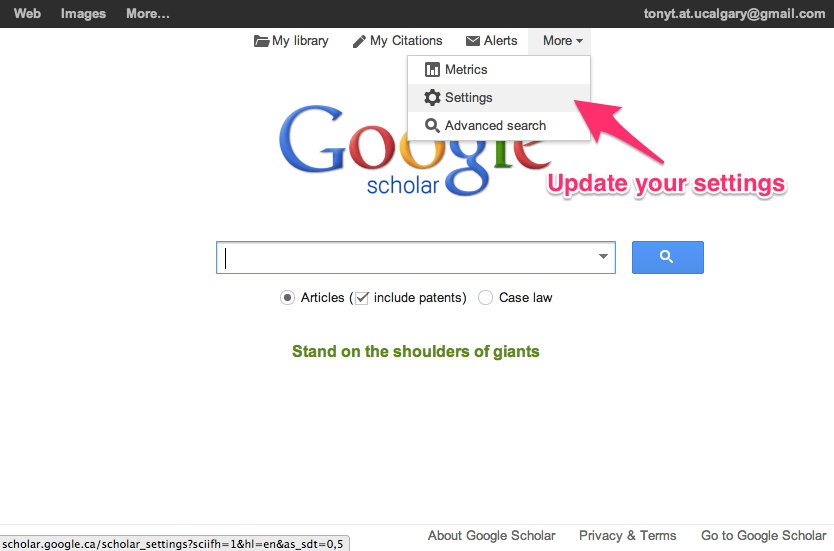 Web Images More... tonyt.at.ucalgary@gmail.com
My library My Citations Alerts More
Metrics
Settings
Advanced search
Google
scholar
Update your settings
Articles ( include patents) Case law
Stand on the shoulders of giants
About Google Scholar Privacy & Terms Go to Google Scholar
scholar.google.ca/scholar_settings?sciifh=1&hl=en&as_sdt=0,5